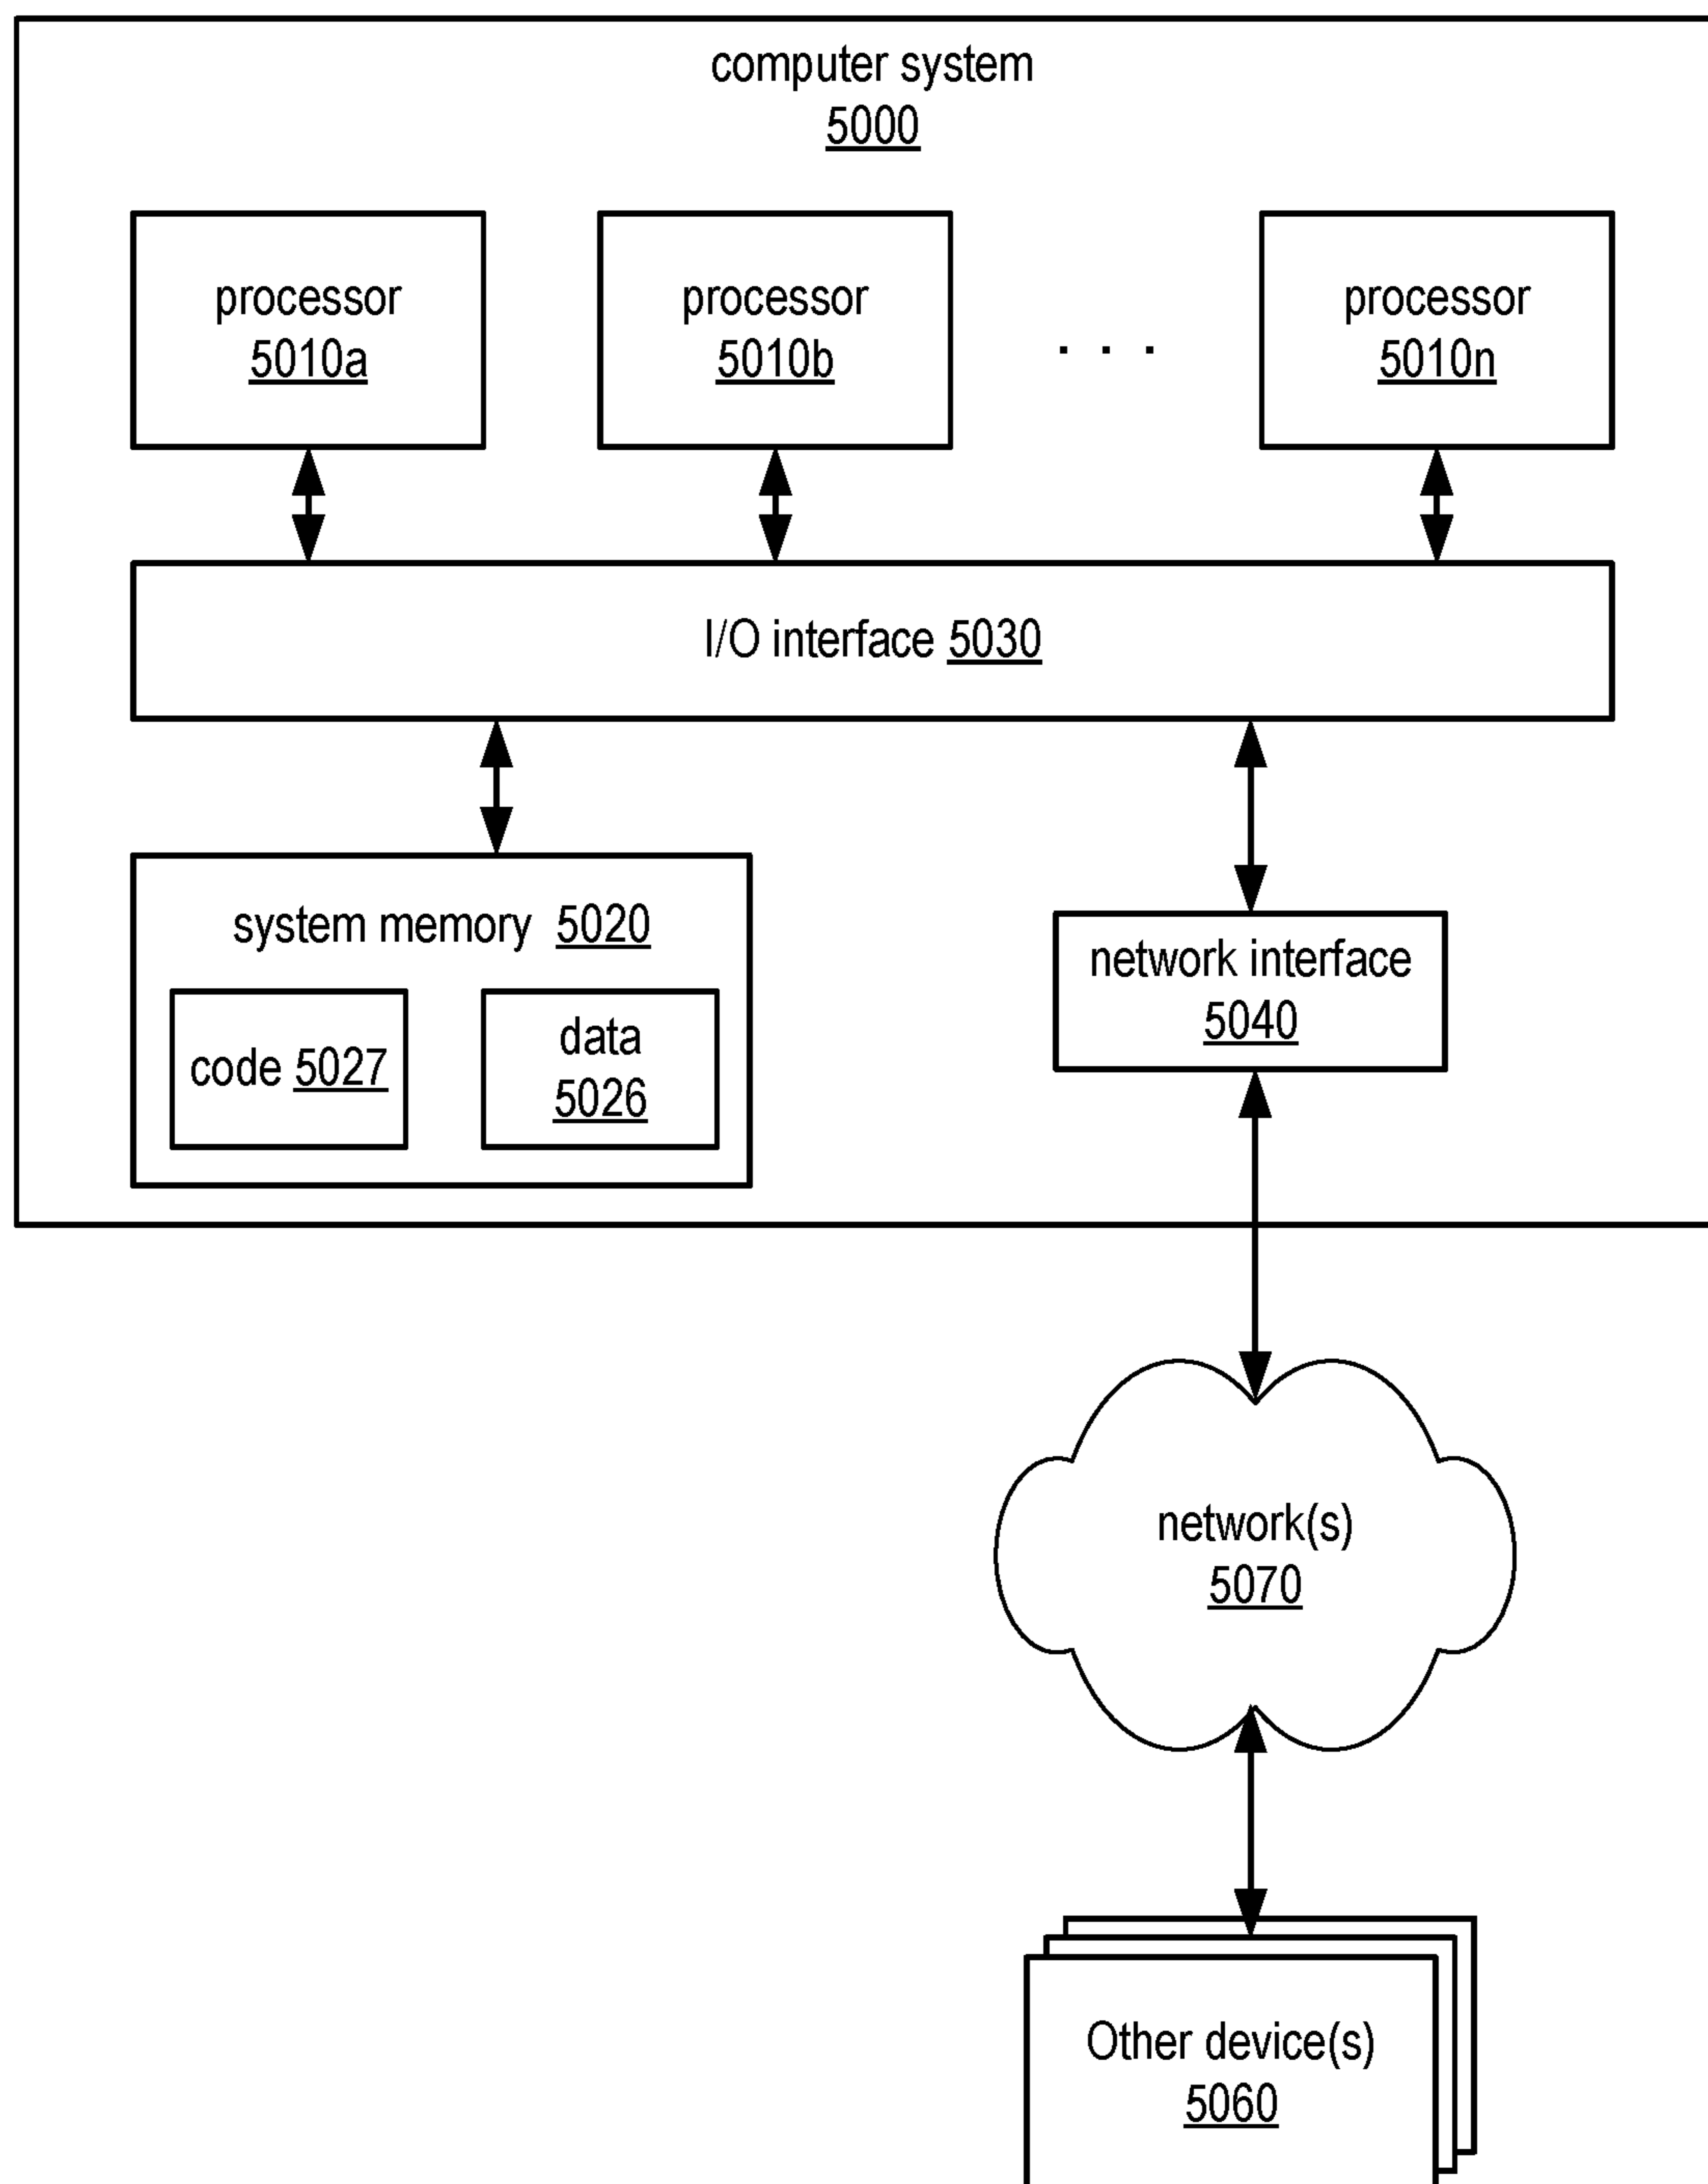 computer system
5000
processor
5010a
processor
5010b
. . .
processor
5010n
I/O interface 5030
system memory 5020
code 5027
data
5026
network interface
5040
network(s)
5070
Other device(s)
5060